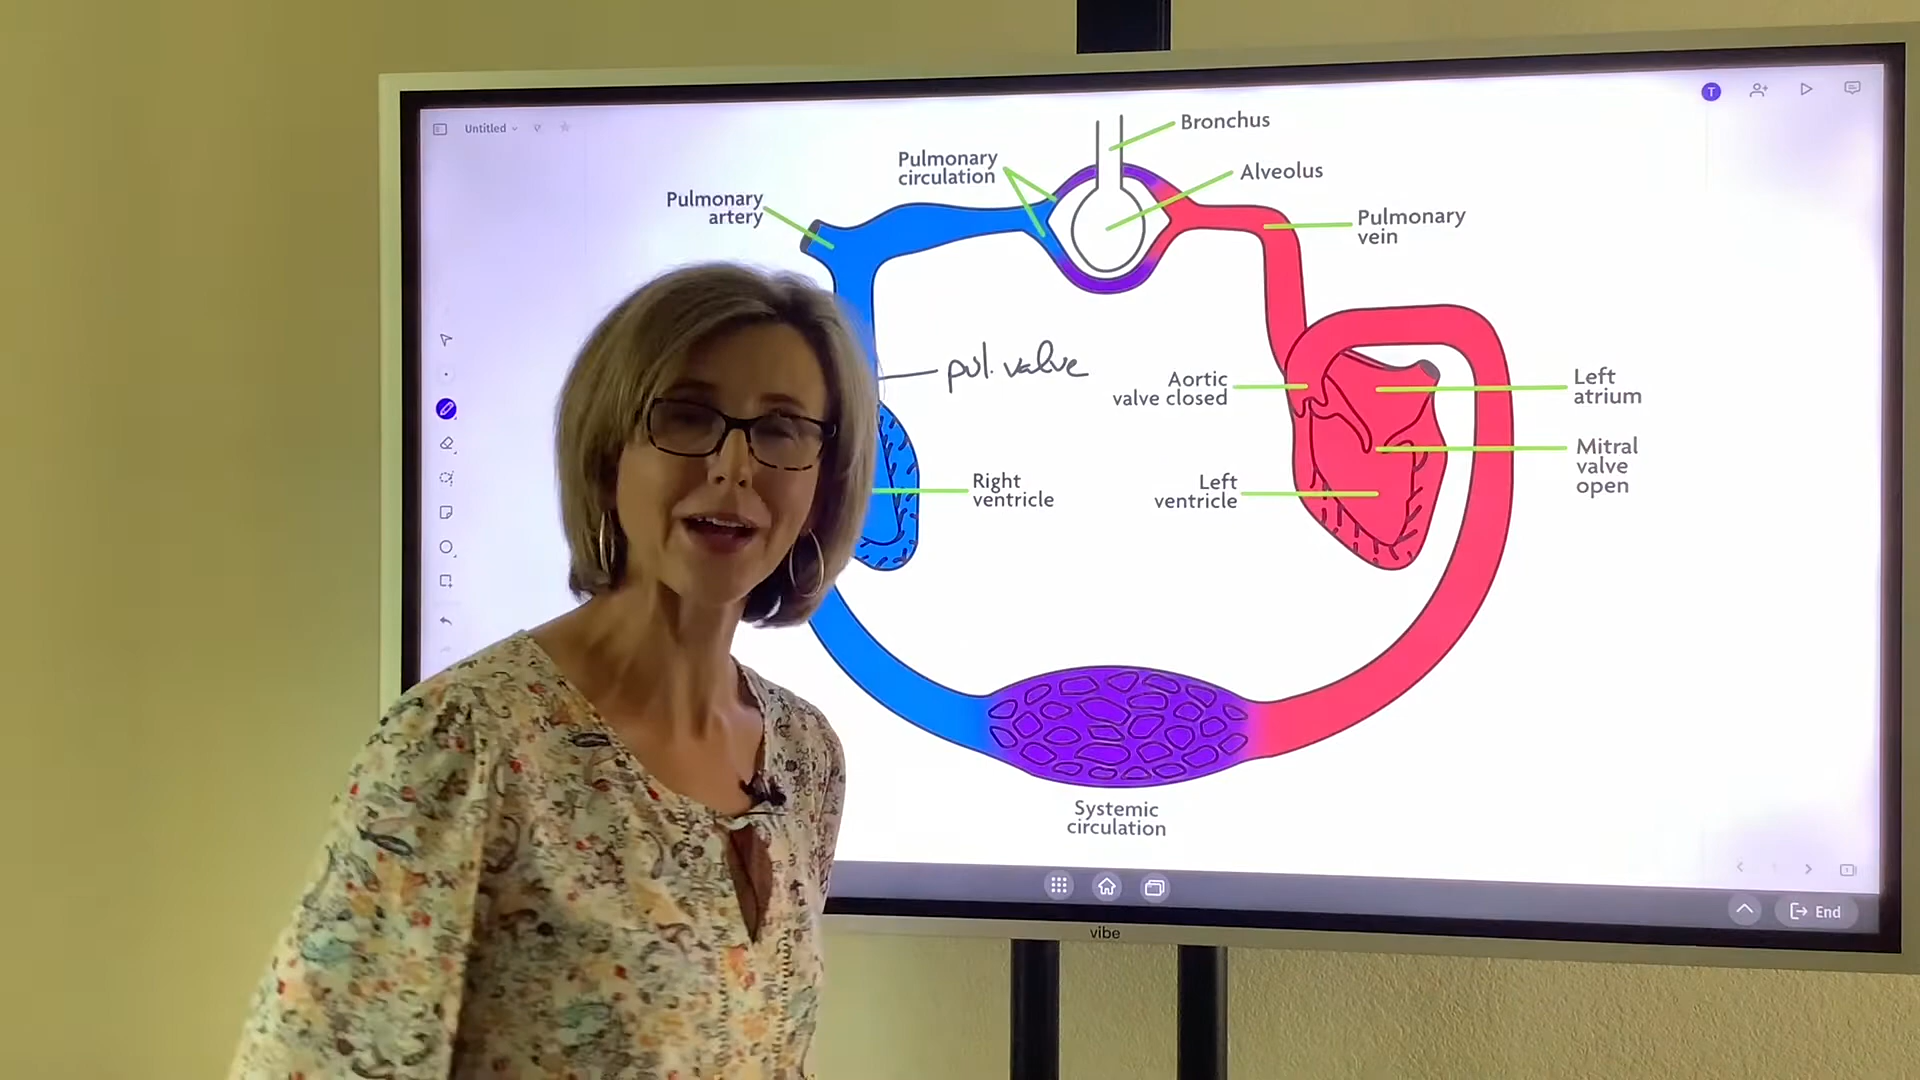 Untitled
T
Bronchus
Pulmonary
circulation
Alveolus
Pulmonary
artery
Pulmonary
vein
pul. valve
Aortic
valve closed
Left
atrium
Mitral
valve
open
Right
ventricle
Left
ventricle
Systemic
circulation
End
vibe